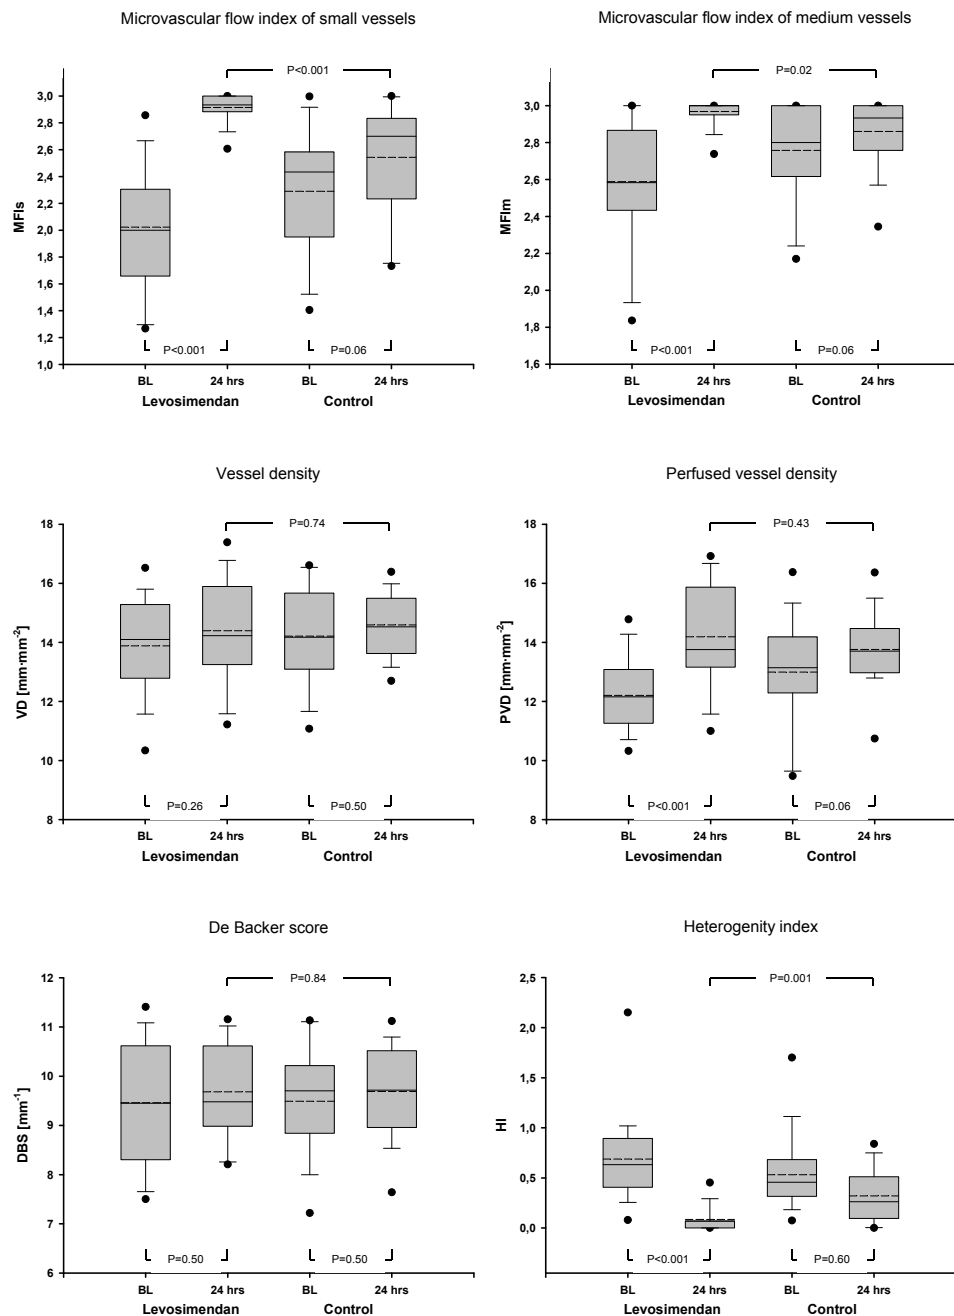 Microvascular flow index of small vessels
P<0.001
3,0
2,8
2,6
2,4
2,2
2,0
1,8
1,6
1,4
1,2
1,0
MFIs
P<0.001
P=0.06
BL
24 hrs
BL
24 hrs
Levosimendan
Control
Microvascular flow index of medium vessels
P=0.02
3,0
2,8
2,6
2,4
2,2
2,0
1,8
1,6
MFIm
P<0.001
P=0.06
BL
24 hrs
BL
24 hrs
Levosimendan
Control
Vessel density
P=0.74
18
16
14
12
10
8
VD [mm·mm-2]
P=0.26
P=0.50
BL
24 hrs
BL
24 hrs
Levosimendan
Control
Perfused vessel density
P=0.43
18
16
14
12
10
8
PVD [mm·mm-2]
P<0.001
P=0.06
BL
24 hrs
BL
24 hrs
Levosimendan
Control
De Backer score
P=0.84
12
11
10
9
8
7
6
DBS [mm-1]
P=0.50
P=0.50
BL
24 hrs
BL
24 hrs
Levosimendan
Control
Heterogenity index
P=0.001
2,5
2,0
1,5
1,0
0,5
0,0
HI
P<0.001
P=0.60
BL
24 hrs
BL
24 hrs
Levosimendan
Control